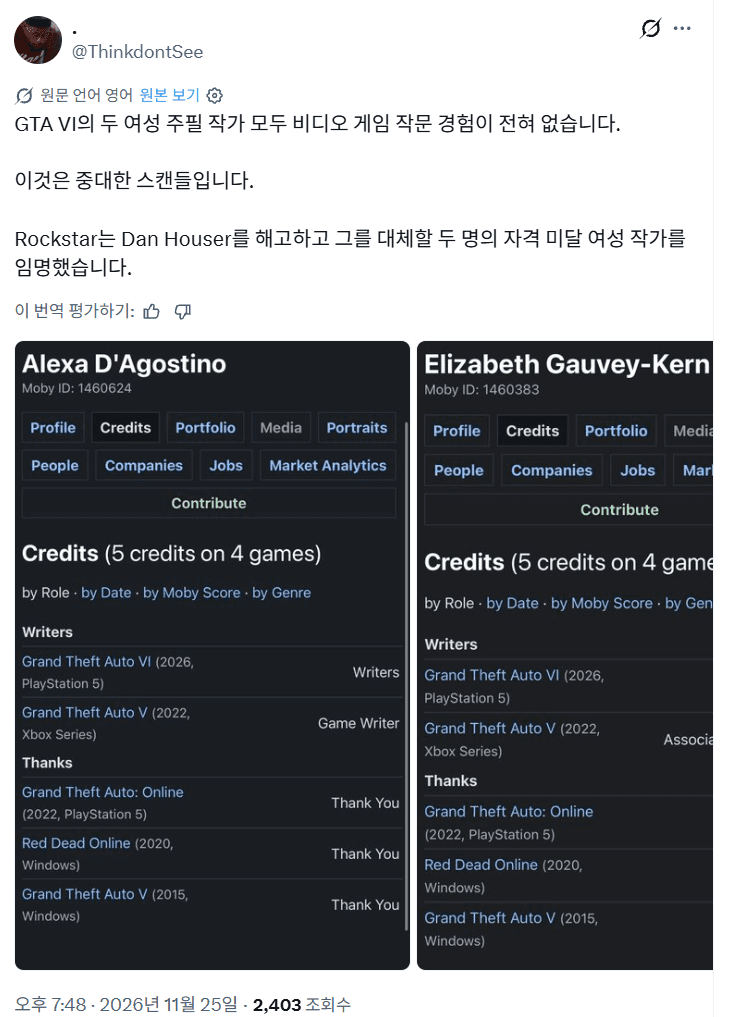 .
@ThinkdontSee
원문 언어 영어 원본 보기
GTA VI의 두 여성 주필 작가 모두 비디오 게임 작문 경험이 전혀 없습니다.
이것은 중대한 스캔들입니다.
Rockstar는 Dan Houser를 해고하고 그를 대체할 두 명의 자격 미달 여성 작가를
임명했습니다.
이 번역 평가하기:
Alexa D'Agostino
Moby ID: 1460624
Profile Credits Portfolio Media Portraits
People Companies Jobs Market Analytics
Contribute
Credits (5 credits on 4 games)
by Role · by Date · by Moby Score · by Genre
Writers
Grand Theft Auto VI (2026,
PlayStation 5)
Writers
Grand Theft Auto V (2022,
Xbox Series)
Game Writer
Thanks
Grand Theft Auto: Online
(2022, PlayStation 5)
Thank You
Red Dead Online (2020,
Windows)
Thank You
Grand Theft Auto V (2015,
Windows)
Thank You
Elizabeth Gauvey-Kern
Moby ID: 1460383
Profile Credits Portfolio Media
People Companies Jobs Mar
Contribute
Credits (5 credits on 4 game
by Role · by Date · by Moby Score · by Gen
Writers
Grand Theft Auto VI (2026,
PlayStation 5)
Grand Theft Auto V (2022,
Xbox Series)
Associa
Thanks
Grand Theft Auto: Online
(2022, PlayStation 5)
Red Dead Online (2020,
Windows)
Grand Theft Auto V (2015,
Windows)
오후 7:48 · 2026년 11월 25일 · 2,403 조회수